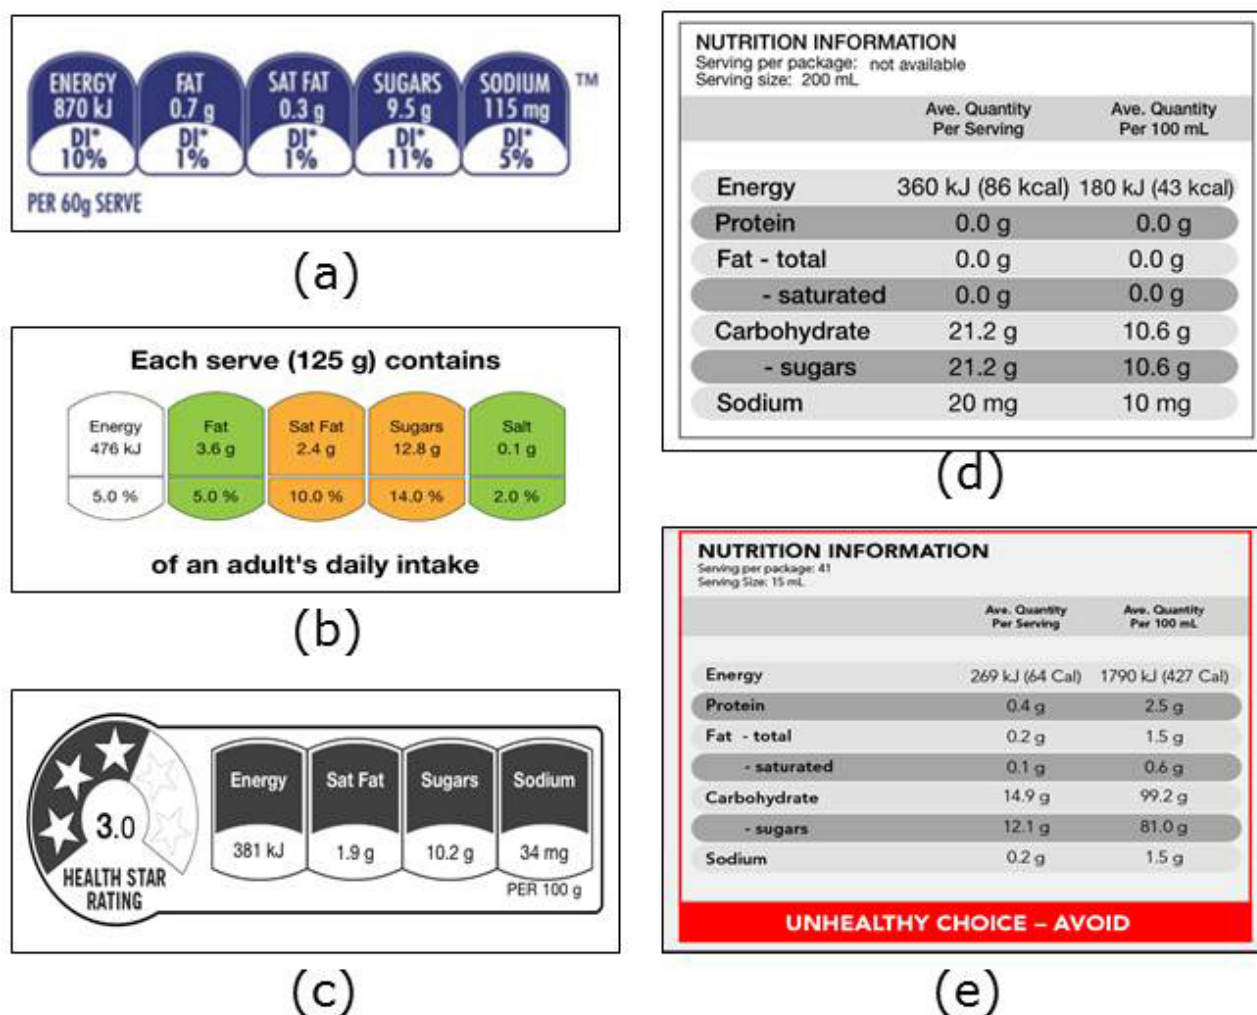 ENERGY FAT SAT FAT SUGARS SODIUM ™
870 kJ 0.7 g 0.3 g 9.5 g 115 mg
DI* DI* DI* DI* DI*
10% 1% 1% 11% 5%
PER 60g SERVE
(a)
Each serve (125 g) contains
Energy Fat Sat Fat Sugars Salt
476 kJ 3.6 g 2.4 g 12.8 g 0.1 g
5.0 % 5.0 % 10.0 % 14.0 % 2.0 %
of an adult's daily intake
(b)
3.0
HEALTH STAR
RATING
Energy Sat Fat Sugars Sodium
381 kJ 1.9 g 10.2 g 34 mg
PER 100 g
(c)
NUTRITION INFORMATION
Serving per package: not available
Serving size: 200 mL
Ave. Quantity Ave. Quantity
Per Serving Per 100 mL
Energy 360 kJ (86 kcal) 180 kJ (43 kcal)
Protein 0.0 g 0.0 g
Fat - total 0.0 g 0.0 g
- saturated 0.0 g 0.0 g
Carbohydrate 21.2 g 10.6 g
- sugars 21.2 g 10.6 g
Sodium 20 mg 10 mg
(d)
NUTRITION INFORMATION
Serving per package: 41
Serving Size: 15 mL
Ave. Quantity Ave. Quantity
Per Serving Per 100 mL
Energy 269 kJ (64 Cal) 1790 kJ (427 Cal)
Protein 0.4 g 2.5 g
Fat - total 0.2 g 1.5 g
- saturated 0.1 g 0.6 g
Carbohydrate 14.9 g 99.2 g
- sugars 12.1 g 81.0 g
Sodium 0.2 g 1.5 g
UNHEALTHY CHOICE – AVOID
(e)